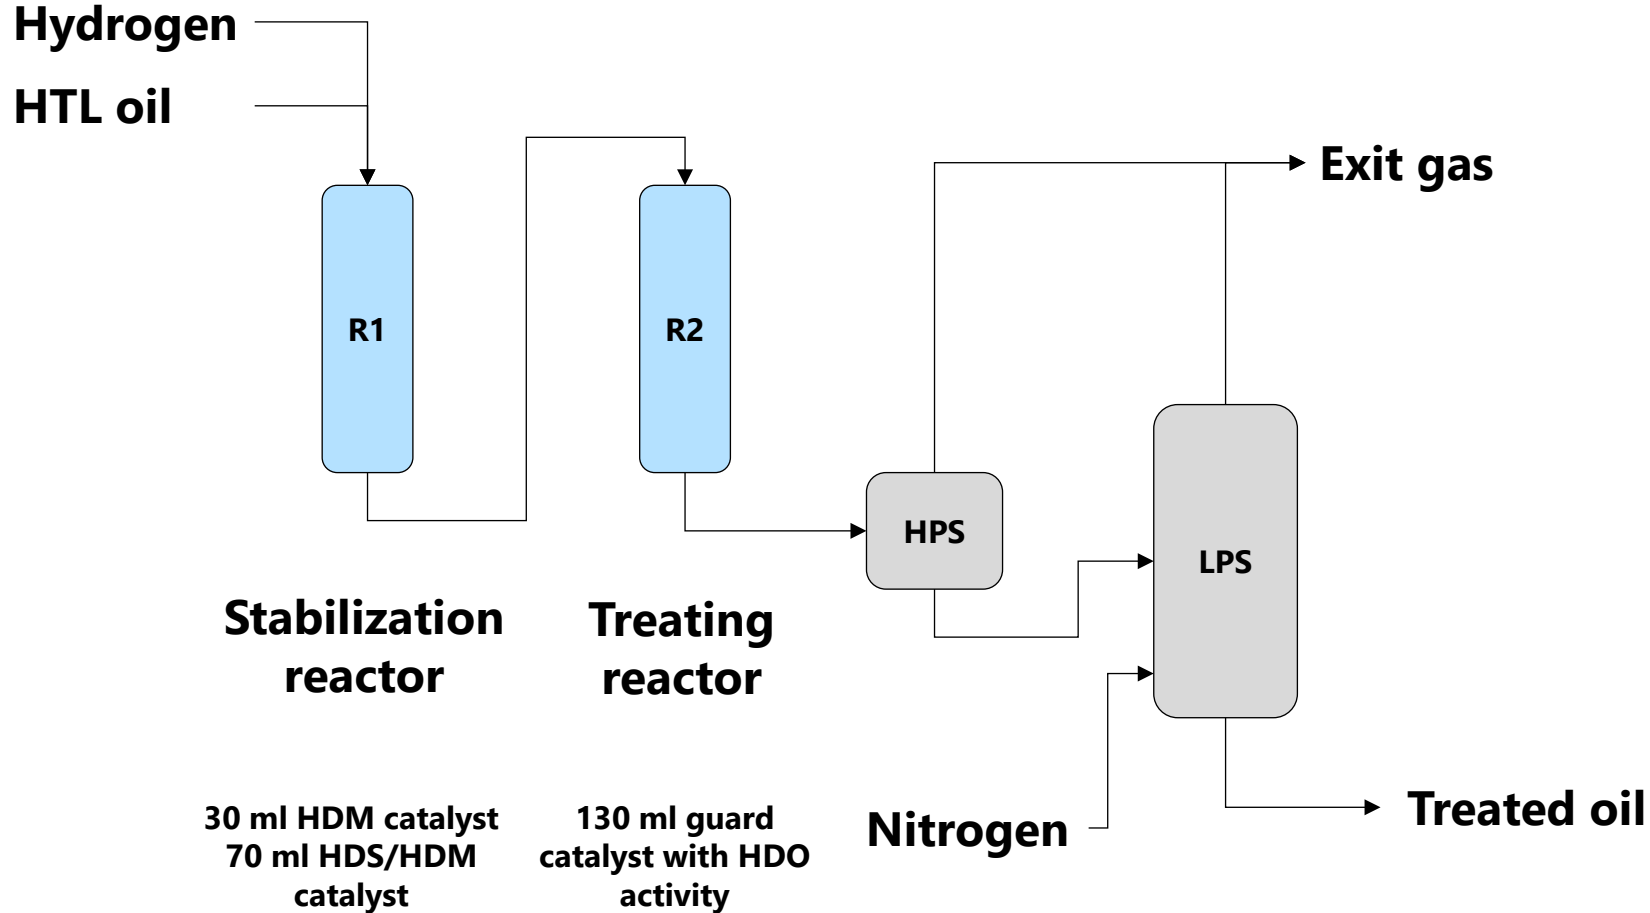 Hydrogen
HTL oil
Exit gas
R1
R2
HPS
LPS
Stabilization
reactor
Treating
reactor
30 ml HDM catalyst
70 ml HDS/HDM
catalyst
130 ml guard
catalyst with HDO
activity
Nitrogen
Treated oil